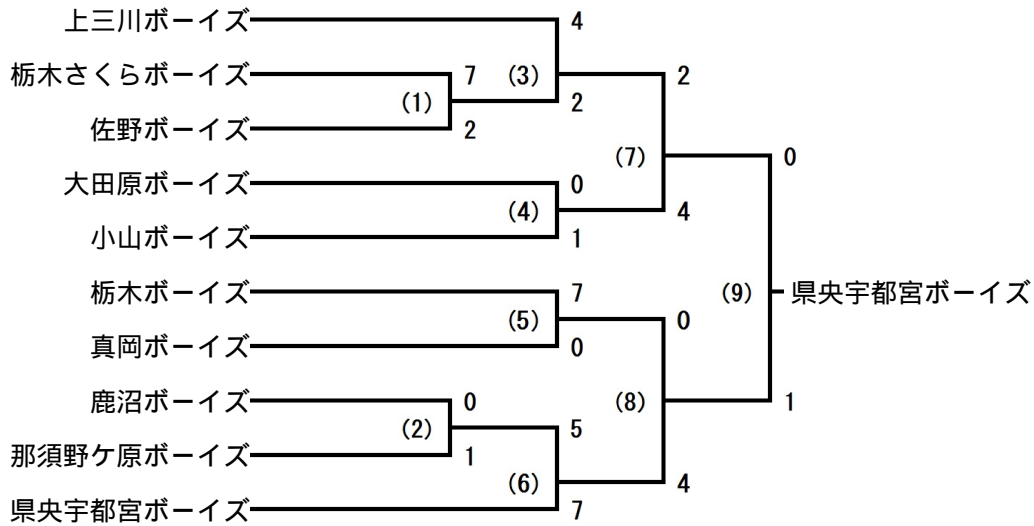 上三川ボーイズ
4
栃木さくらボーイズ
7
(3)
2
(1)
2
佐野ボーイズ
2
(7)
0
大田原ボーイズ
0
(4)
4
小山ボーイズ
1
栃木ボーイズ
7
(9)
県央宇都宮ボーイズ
(5)
0
真岡ボーイズ
0
鹿沼ボーイズ
0
(8)
1
(2)
5
那須野ケ原ボーイズ
1
(6)
4
県央宇都宮ボーイズ
7